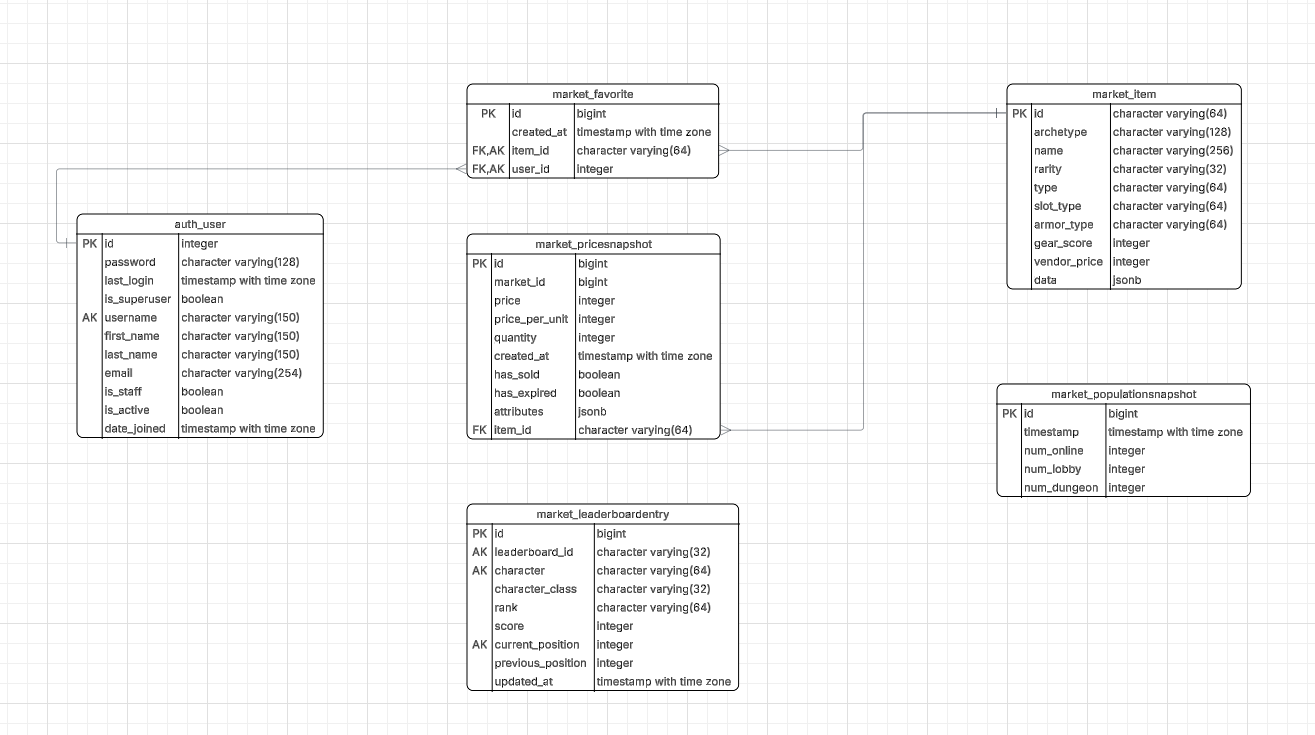 market_favorite
PK id bigint
created_at timestamp with time zone
FK,AK item_id character varying(64)
FK,AK user_id integer
market_item
PK id character varying(64)
archetype character varying(128)
name character varying(256)
rarity character varying(32)
type character varying(64)
slot_type character varying(64)
armor_type character varying(64)
gear_score integer
vendor_price integer
data jsonb
auth_user
PK id integer
password character varying(128)
last_login timestamp with time zone
is_superuser boolean
AK username character varying(150)
first_name character varying(150)
last_name character varying(150)
email character varying(254)
is_staff boolean
is_active boolean
date_joined timestamp with time zone
market_pricesnapshot
PK id bigint
market_id bigint
price integer
price_per_unit integer
quantity integer
created_at timestamp with time zone
has_sold boolean
has_expired boolean
attributes jsonb
FK item_id character varying(64)
market_populationsnapshot
PK id bigint
timestamp timestamp with time zone
num_online integer
num_lobby integer
num_dungeon integer
market_leaderboardentry
PK id bigint
AK leaderboard_id character varying(32)
AK character character varying(64)
character_class character varying(32)
rank character varying(64)
score integer
AK current_position integer
previous_position integer
updated_at timestamp with time zone